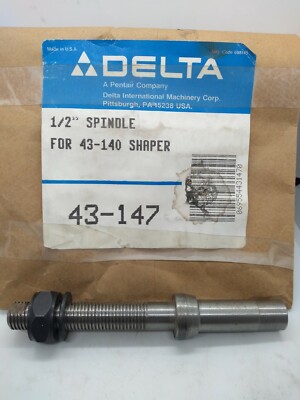 Made in U.S.A.
DELTA
A Pentair Company
Delta International Machinery Corp.
Pittsburgh, PA 15238 USA.
1/2" SPINDLE
FOR 43-140 SHAPER
43-147